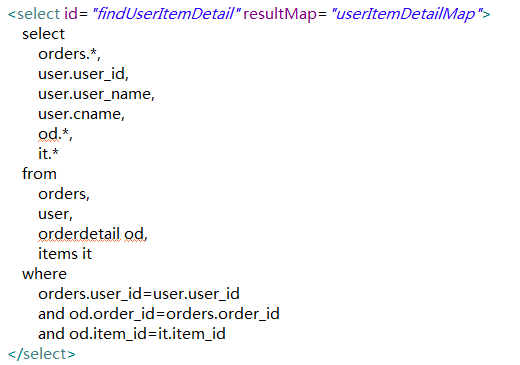 <select id= "findUserItemDetail" resultMap= "userItemDetailMap">
select
orders.*,
user.user_id,
user.user_name,
user.cname,
od.*,
it.*
from
orders,
user,
orderdetail od,
items it
where
orders.user_id=user.user_id
and od.order_id=orders.order_id
and od.item_id=it.item_id
</select>